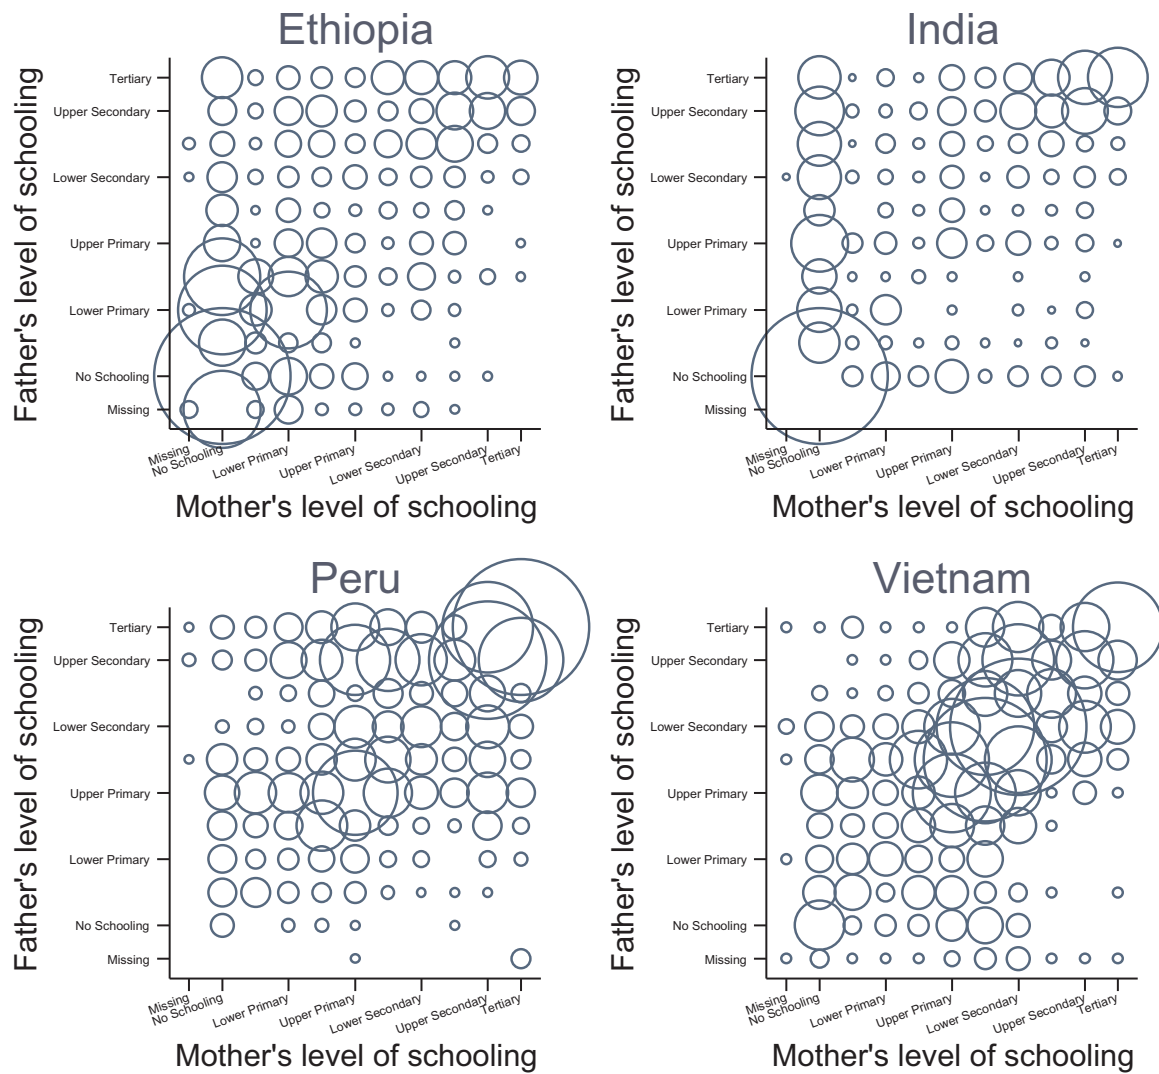 Ethiopia
Father's level of schooling
Tertiary
Upper Secondary
Lower Secondary
Upper Primary
Lower Primary
No Schooling
Missing
Missing
No Schooling
Lower Primary
Upper Primary
Lower Secondary
Upper Secondary
Tertiary
Mother's level of schooling
India
Father's level of schooling
Tertiary
Upper Secondary
Lower Secondary
Upper Primary
Lower Primary
No Schooling
Missing
Missing
No Schooling
Lower Primary
Upper Primary
Lower Secondary
Upper Secondary
Tertiary
Mother's level of schooling
Peru
Father's level of schooling
Tertiary
Upper Secondary
Lower Secondary
Upper Primary
Lower Primary
No Schooling
Missing
Missing
No Schooling
Lower Primary
Upper Primary
Lower Secondary
Upper Secondary
Tertiary
Mother's level of schooling
Vietnam
Father's level of schooling
Tertiary
Upper Secondary
Lower Secondary
Upper Primary
Lower Primary
No Schooling
Missing
Missing
No Schooling
Lower Primary
Upper Primary
Lower Secondary
Upper Secondary
Tertiary
Mother's level of schooling